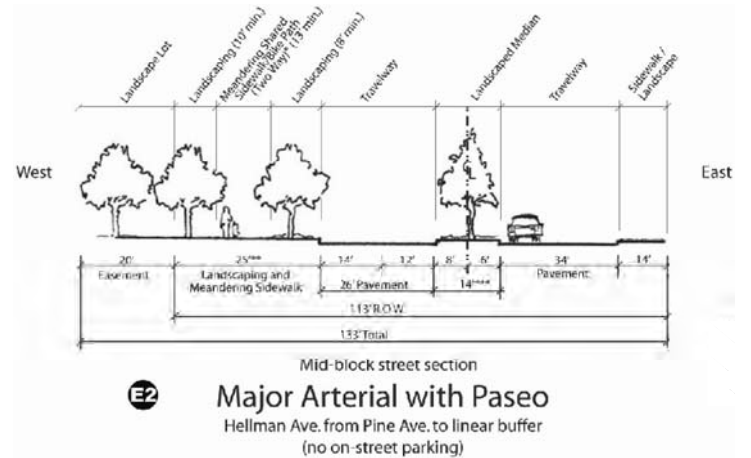 Landscape Lot
Landscaping (10' min.)
Meandering Shared
Sidewalk/Bike Path
(Two Way)* (13' min.)
Landscaping (8' min.)
Travelway
Landscaped Median
Travelway
Sidewalk /
Landscape
West
East
20'
25'**
14'
12'
8'
6'
34'
14'
Easement
Landscaping and
Meandering Sidewalk
26' Pavement
14'***
Pavement
113' R.O.W.
133' Total
Mid-block street section
E2
Major Arterial with Paseo
Hellman Ave. from Pine Ave. to linear buffer
(no on-street parking)